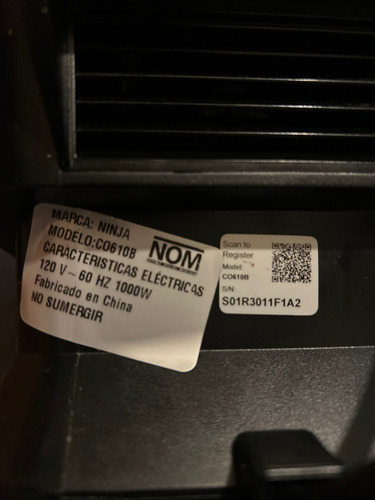 MARCA: NINJA
MODELO:CO610B
CARACTERISTICAS ELÉCTRICAS
120 V~ 60 HZ 1000W
Fabricado en China
NO SUMERGIR
NOM
Scan to
Register
Model:
CO610B
S/N:
S01R3011F1A2